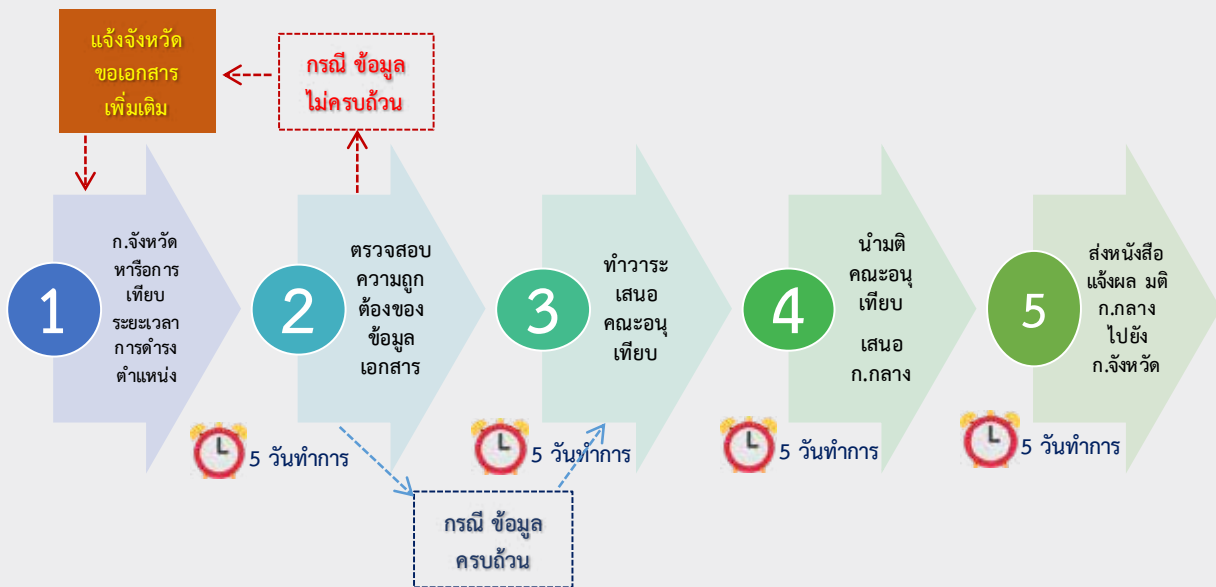 แจ้งจังหวัด
ขอเอกสาร
เพิ่มเติม
กรณี ข้อมูล
ไม่ครบถ้วน
1
ก.จังหวัด
หารือการ
เทียบ
ระยะเวลา
การดำรง
ตำแหน่ง
2
ตรวจสอบ
ความถูก
ต้องของ
ข้อมูล
เอกสาร
3
ทำวาระ
เสนอ
คณะอนุ
เทียบ
4
นำมติ
คณะอนุ
เทียบ
เสนอ
ก.กลาง
5
ส่งหนังสือ
แจ้งผล มติ
ก.กลาง
ไปยัง
ก.จังหวัด
5 วันทำการ
5 วันทำการ
5 วันทำการ
5 วันทำการ
กรณี ข้อมูล
ครบถ้วน